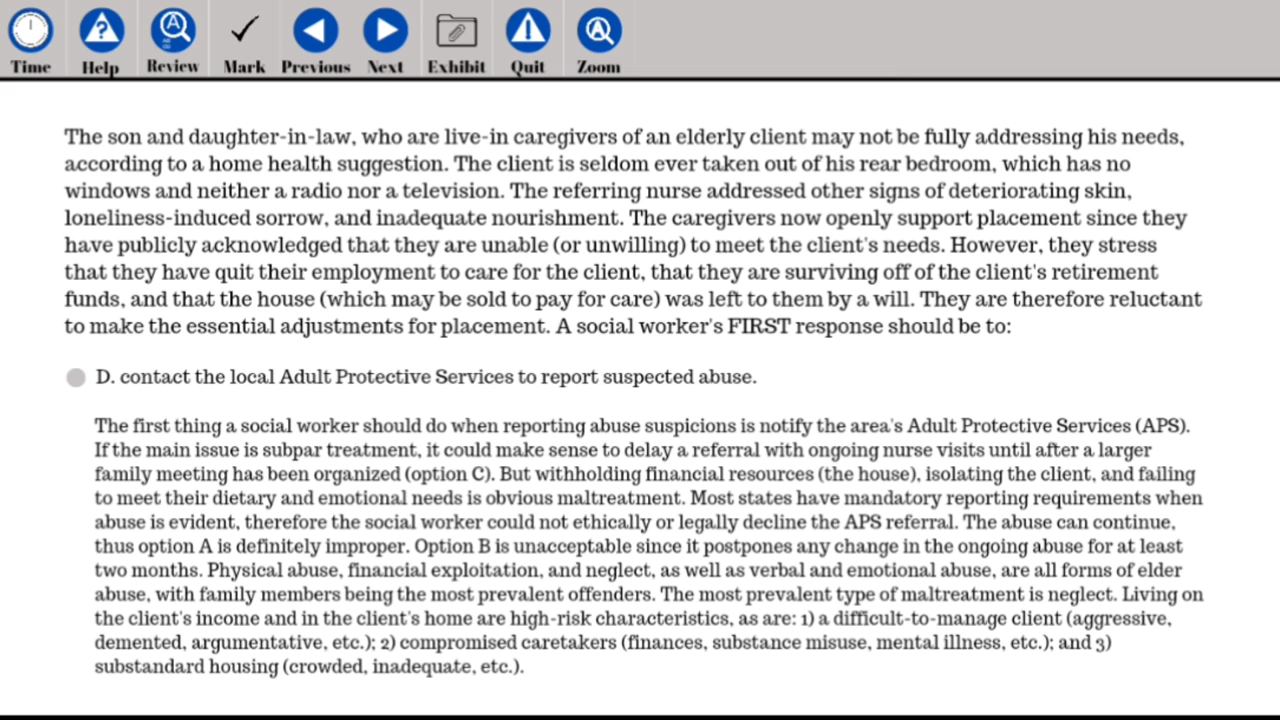 Time Help Review Mark Previous Next Exhibit Quit Zoom
The son and daughter-in-law, who are live-in caregivers of an elderly client may not be fully addressing his needs,
according to a home health suggestion. The client is seldom ever taken out of his rear bedroom, which has no
windows and neither a radio nor a television. The referring nurse addressed other signs of deteriorating skin,
loneliness-induced sorrow, and inadequate nourishment. The caregivers now openly support placement since they
have publicly acknowledged that they are unable (or unwilling) to meet the client's needs. However, they stress
that they have quit their employment to care for the client, that they are surviving off of the client's retirement
funds, and that the house (which may be sold to pay for care) was left to them by a will. They are therefore reluctant
to make the essential adjustments for placement. A social worker's FIRST response should be to:
D. contact the local Adult Protective Services to report suspected abuse.
The first thing a social worker should do when reporting abuse suspicions is notify the area's Adult Protective Services (APS).
If the main issue is subpar treatment, it could make sense to delay a referral with ongoing nurse visits until after a larger
family meeting has been organized (option C). But withholding financial resources (the house), isolating the client, and failing
to meet their dietary and emotional needs is obvious maltreatment. Most states have mandatory reporting requirements when
abuse is evident, therefore the social worker could not ethically or legally decline the APS referral. The abuse can continue,
thus option A is definitely improper. Option B is unacceptable since it postpones any change in the ongoing abuse for at least
two months. Physical abuse, financial exploitation, and neglect, as well as verbal and emotional abuse, are all forms of elder
abuse, with family members being the most prevalent offenders. The most prevalent type of maltreatment is neglect. Living on
the client's income and in the client's home are high-risk characteristics, as are: 1) a difficult-to-manage client (aggressive,
demented, argumentative, etc.); 2) compromised caretakers (finances, substance misuse, mental illness, etc.); and 3)
substandard housing (crowded, inadequate, etc.).